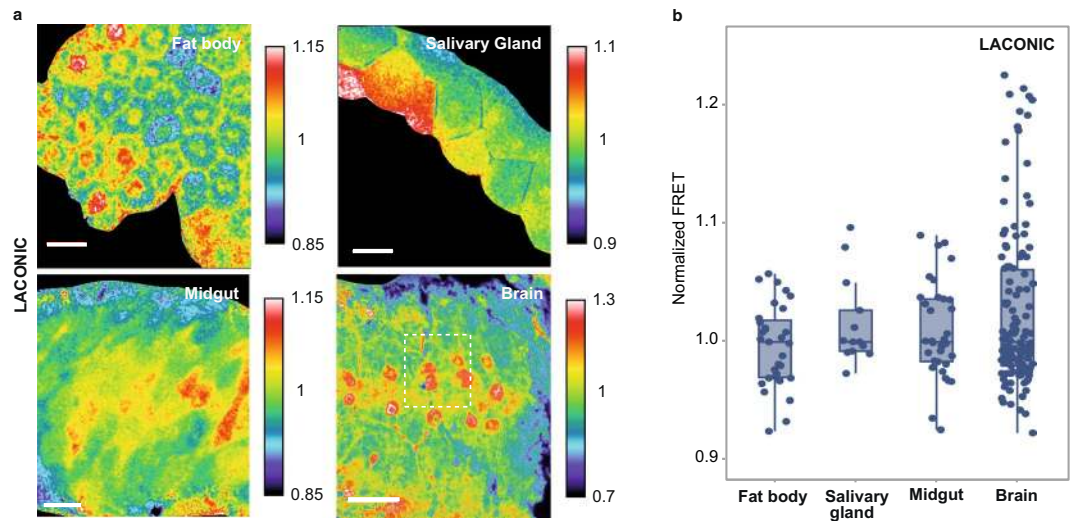 a
LACONIC
Fat body
1.15
1
0.85
Salivary Gland
1.1
1
0.9
Midgut
1.15
1
0.85
Brain
1.3
1
0.7
b
LACONIC
Normalized FRET
1.2
1.1
1.0
0.9
Fat body
Salivary
gland
Midgut
Brain